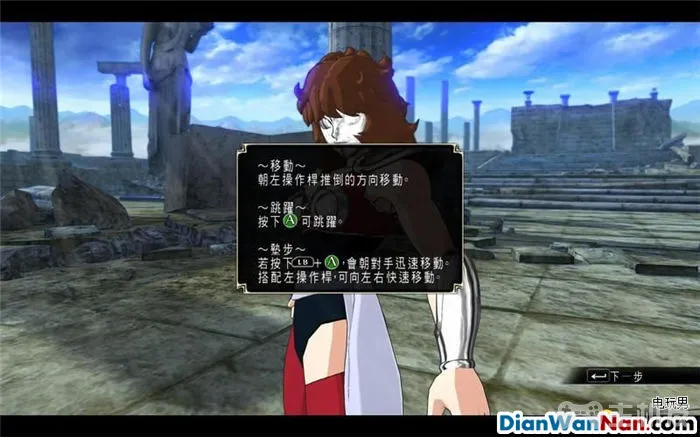 ～移動～
朝左操作桿推倒的方向移動。
～跳躍～
按下A可跳躍。
～墊步～
若按下LB+A,會朝對手迅速移動。
搭配左操作桿,可向左右快速移動。
下一步
电玩男
DianWanNan.com